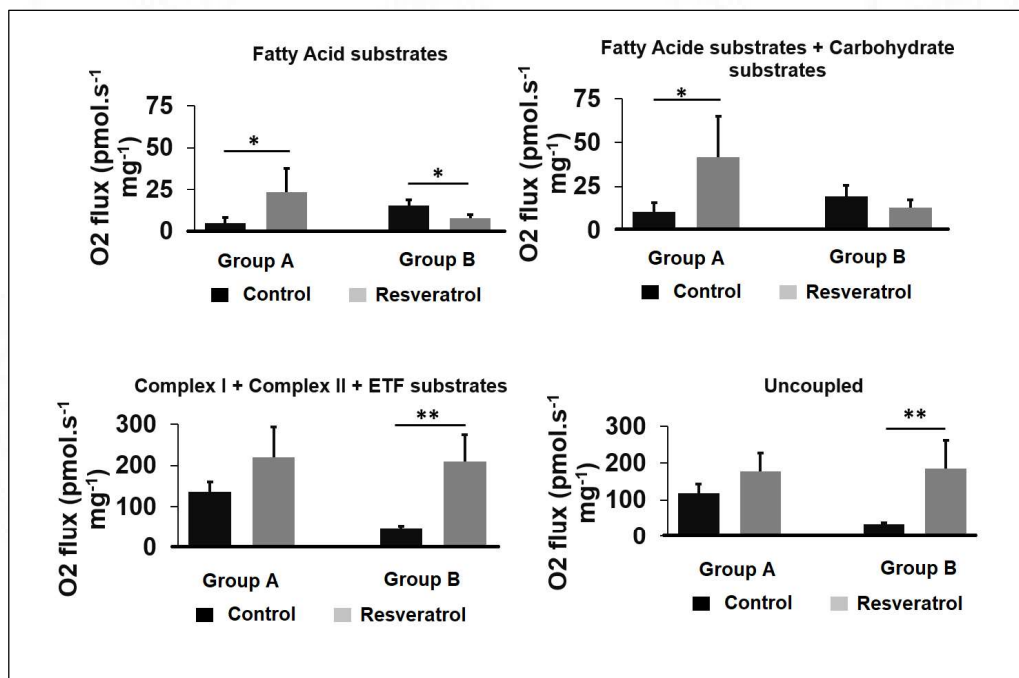 Fatty Acid substrates
O2 flux (pmol.s⁻¹
mg⁻¹)
75
50
25
0
*
*
Group A
Group B
Control
Resveratrol
Fatty Acide substrates + Carbohydrate
substrates
O2 flux (pmol.s⁻¹
mg⁻¹)
75
50
25
0
*
Group A
Group B
Control
Resveratrol
Complex I + Complex II + ETF substrates
O2 flux (pmol.s⁻¹
mg⁻¹)
300
200
100
0
**
Group A
Group B
Control
Resveratrol
Uncoupled
O2 flux (pmol.s⁻¹
mg⁻¹)
300
200
100
0
**
Group A
Group B
Control
Resveratrol